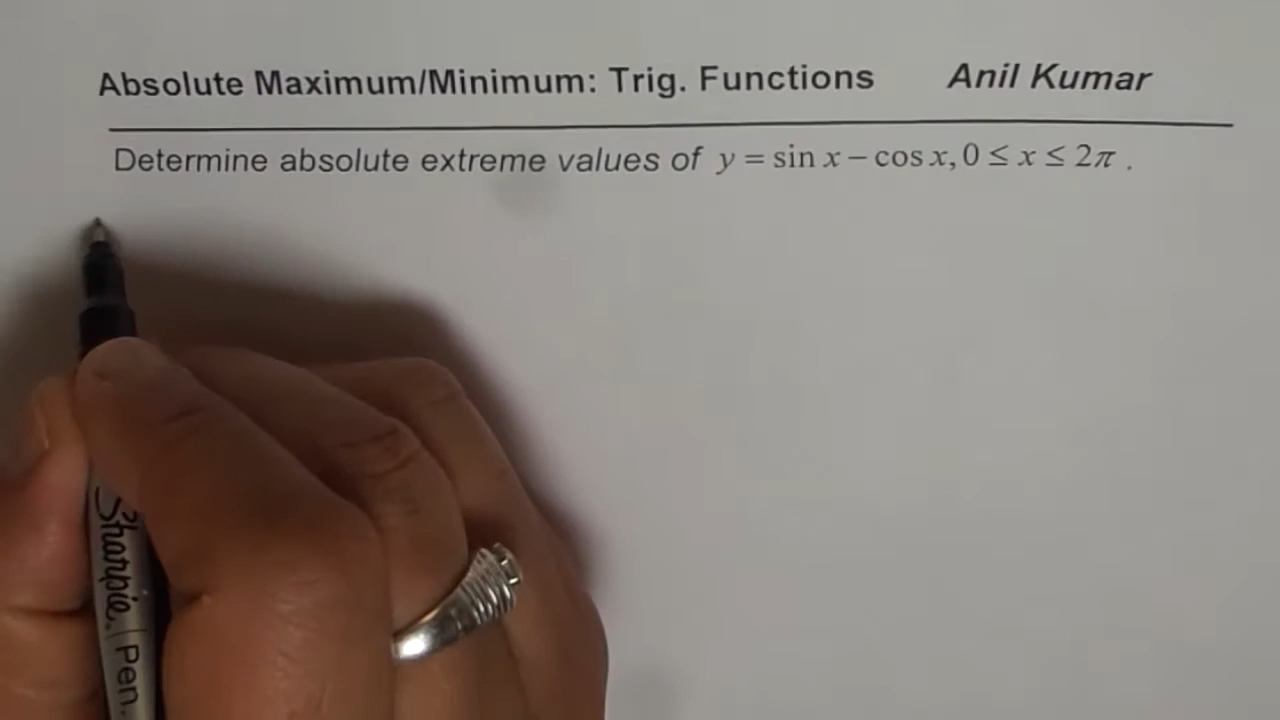 Absolute Maximum/Minimum: Trig. Functions Anil Kumar
Determine absolute extreme values of y = sin x − cos x, 0 ≤ x ≤ 2π .
Sharpie. | Pen.